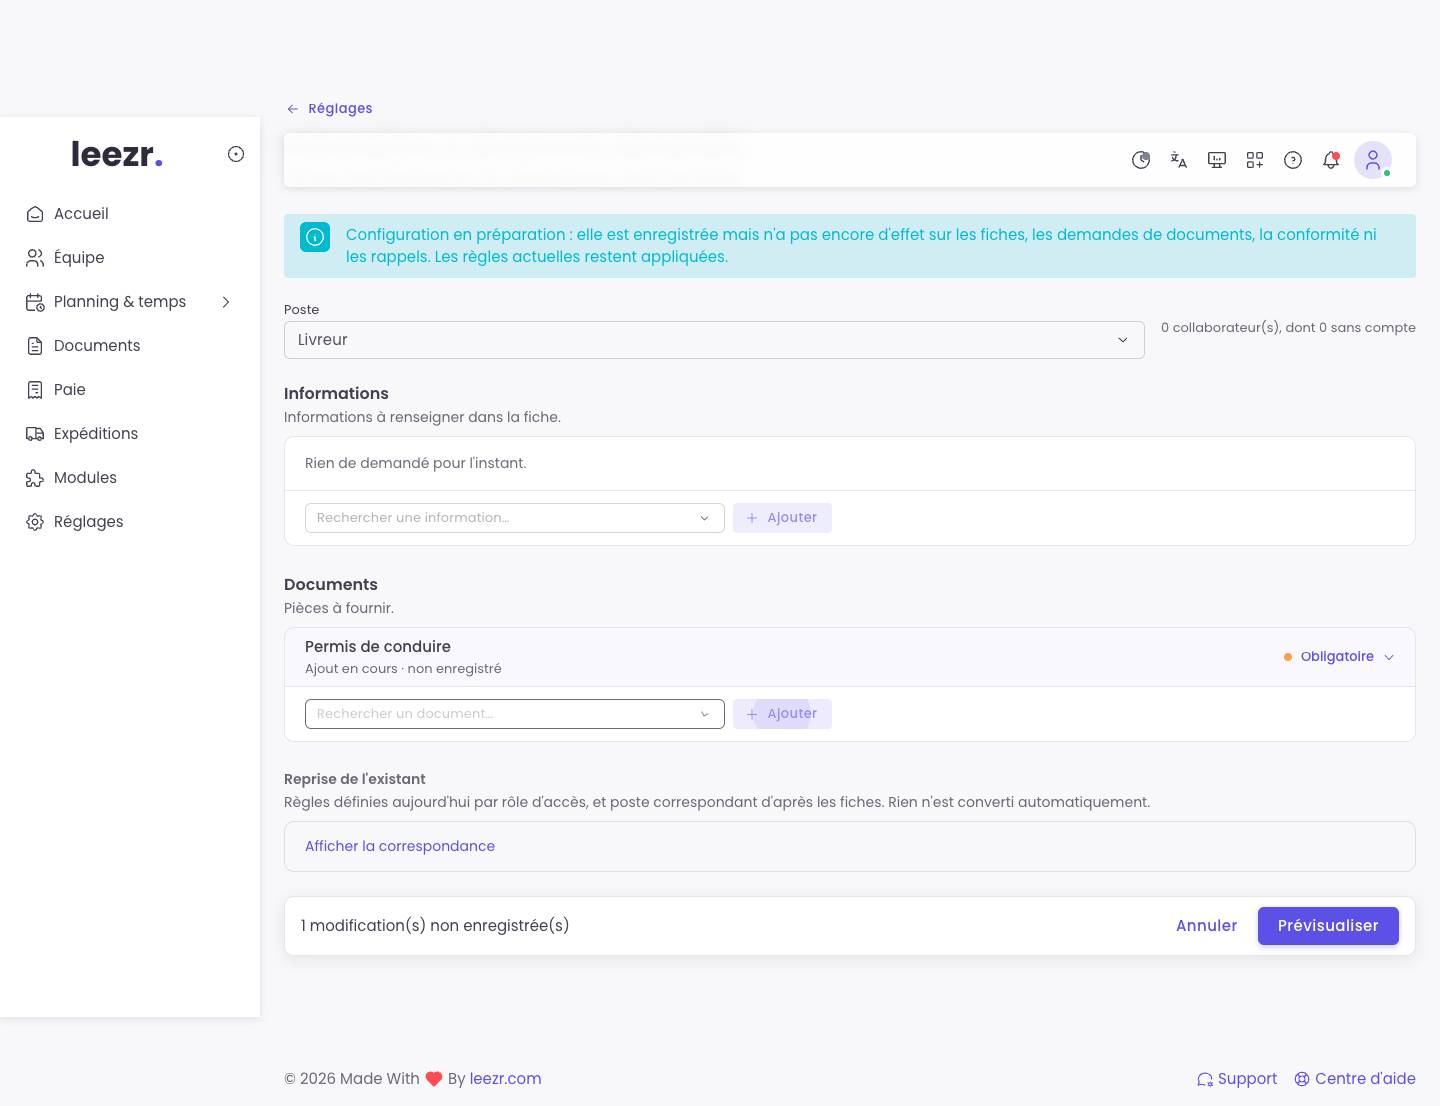 Réglages
leezr.
Configuration en préparation : elle est enregistrée mais n'a pas encore d'effet sur les fiches, les demandes de documents, la conformité ni
les rappels. Les règles actuelles restent appliquées.
Accueil
Équipe
Planning & temps
Documents
Paie
Expéditions
Modules
Réglages
Poste
Livreur
0 collaborateur(s), dont 0 sans compte
Informations
Informations à renseigner dans la fiche.
Rien de demandé pour l'instant.
Rechercher une information…
Ajouter
Documents
Pièces à fournir.
Permis de conduire
Ajout en cours · non enregistré
Obligatoire
Rechercher un document…
Ajouter
Reprise de l'existant
Règles définies aujourd'hui par rôle d'accès, et poste correspondant d'après les fiches. Rien n'est converti automatiquement.
Afficher la correspondance
1 modification(s) non enregistrée(s)
Annuler
Prévisualiser
© 2026 Made With By leezr.com
Support
Centre d'aide